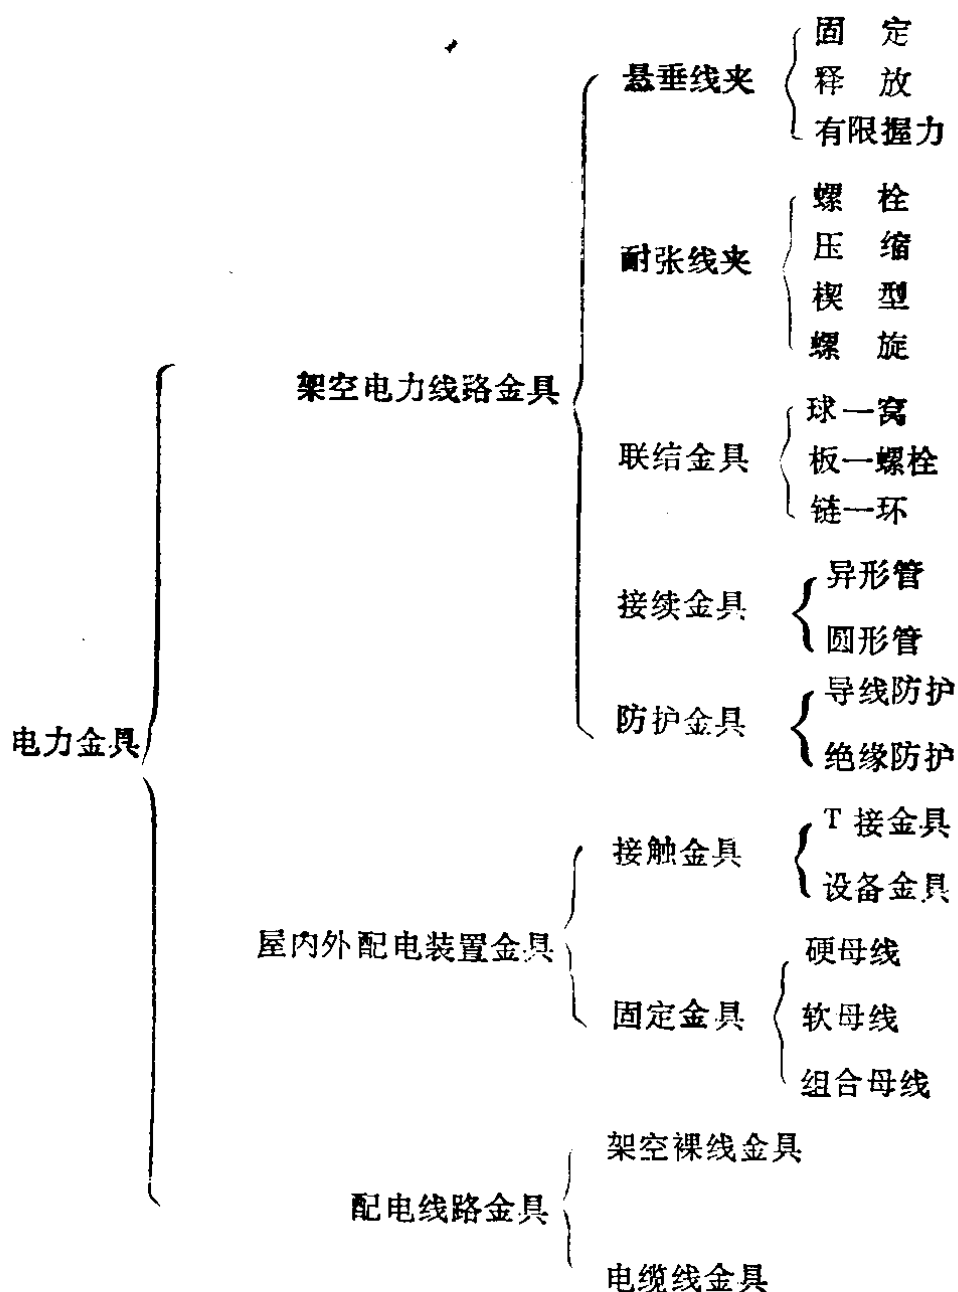 电力金具
架空电力线路金具
悬垂线夹
固 定
释 放
有限握力
耐张线夹
螺 栓
压 缩
楔 型
螺 旋
联结金具
球一窝
板一螺栓
链一环
接续金具
异形管
圆形管
防护金具
导线防护
绝缘防护
屋内外配电装置金具
接触金具
T 接金具
设备金具
固定金具
硬母线
软母线
组合母线
配电线路金具
架空裸线金具
电缆线金具